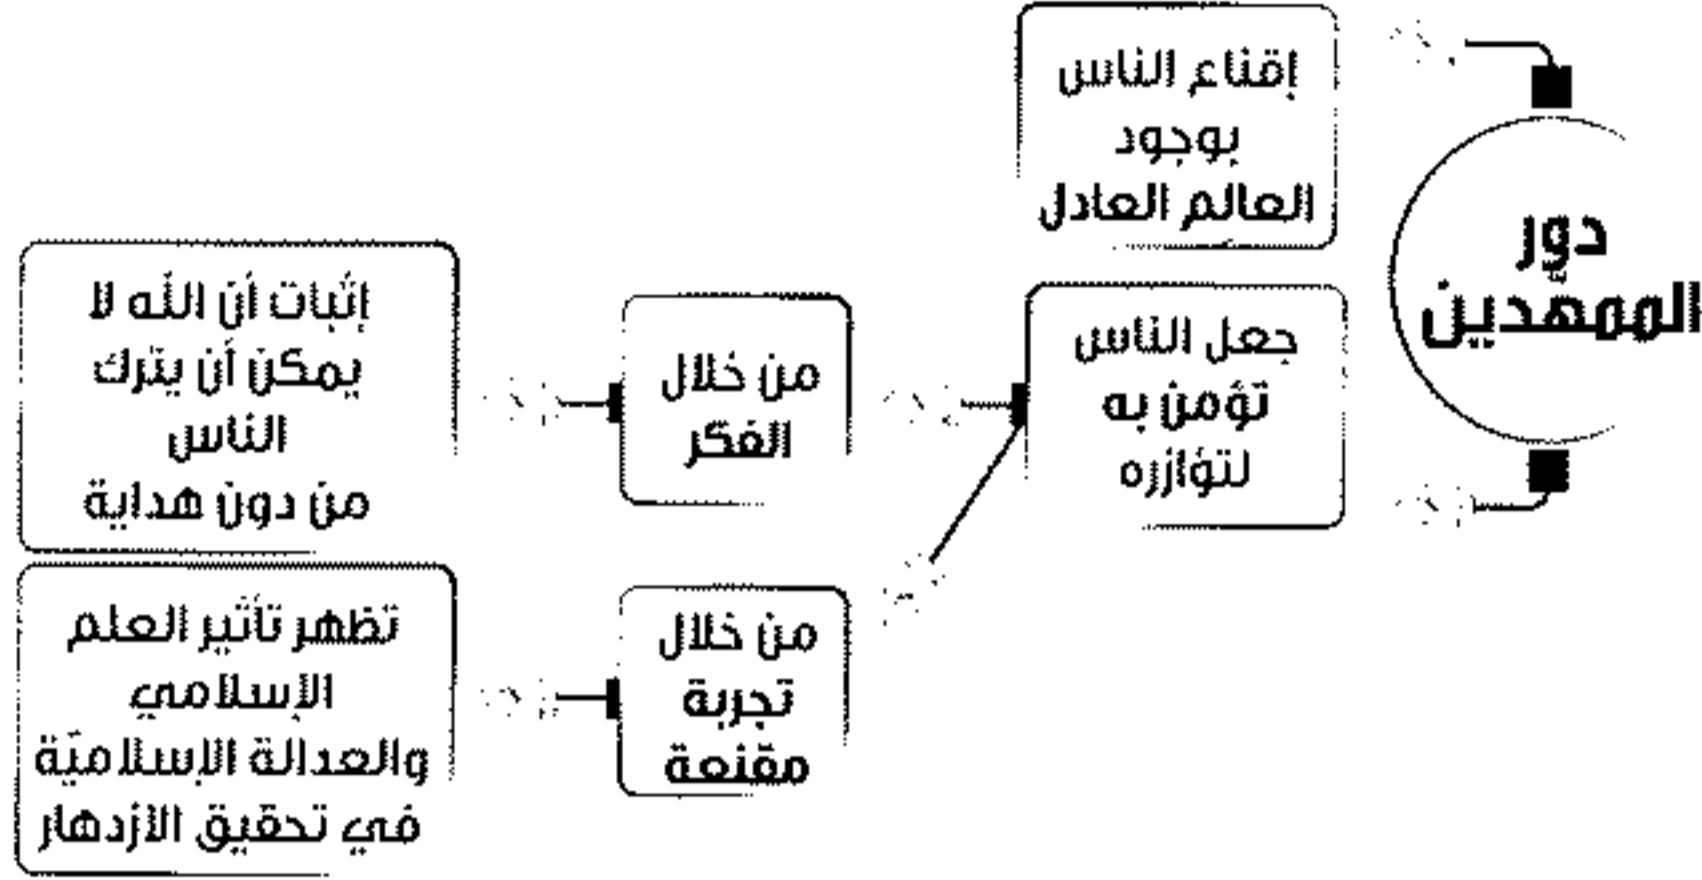 دور
الممهّدين
إقناع الناس
بوجود
العالم العادل
جعل الناس
تؤمن به
لتؤازره
من خلال
الفكر
إثبات أن الله لا
يمكن أن يترك
الناس
من دون هداية
من خلال
تجربة
مقنعة
تظهر تأثير العلم
الإسلامي
والعدالة الإسلاميّة
في تحقيق الازدهار